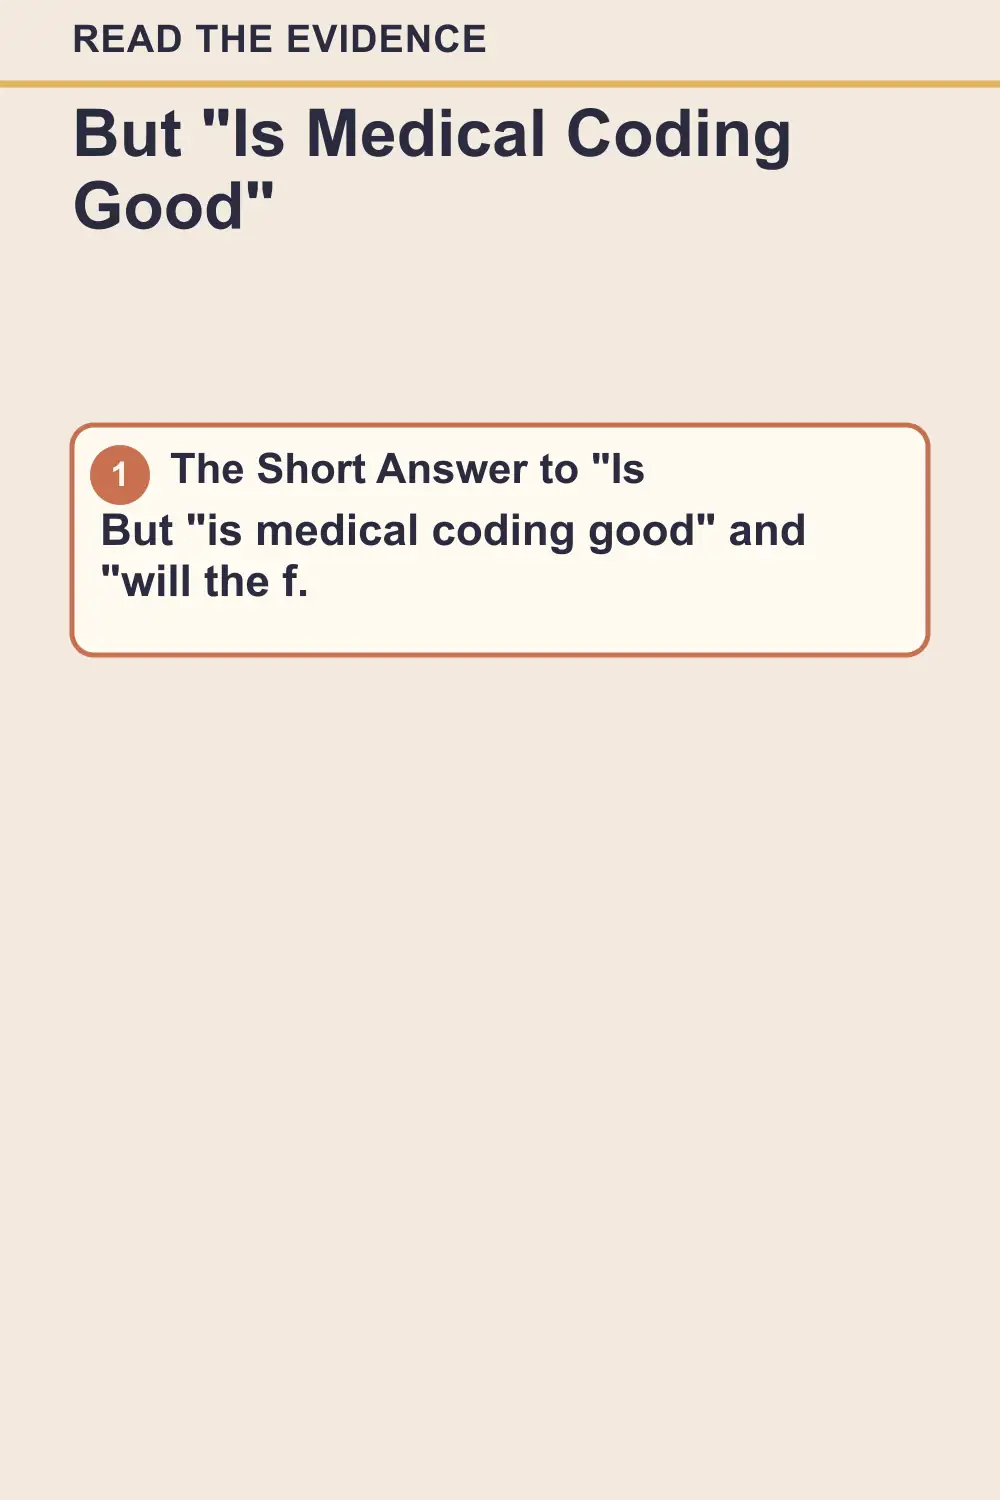 READ THE EVIDENCE
But "Is Medical Coding
Good"
1 The Short Answer to "Is
But "is medical coding good" and
"will the f.